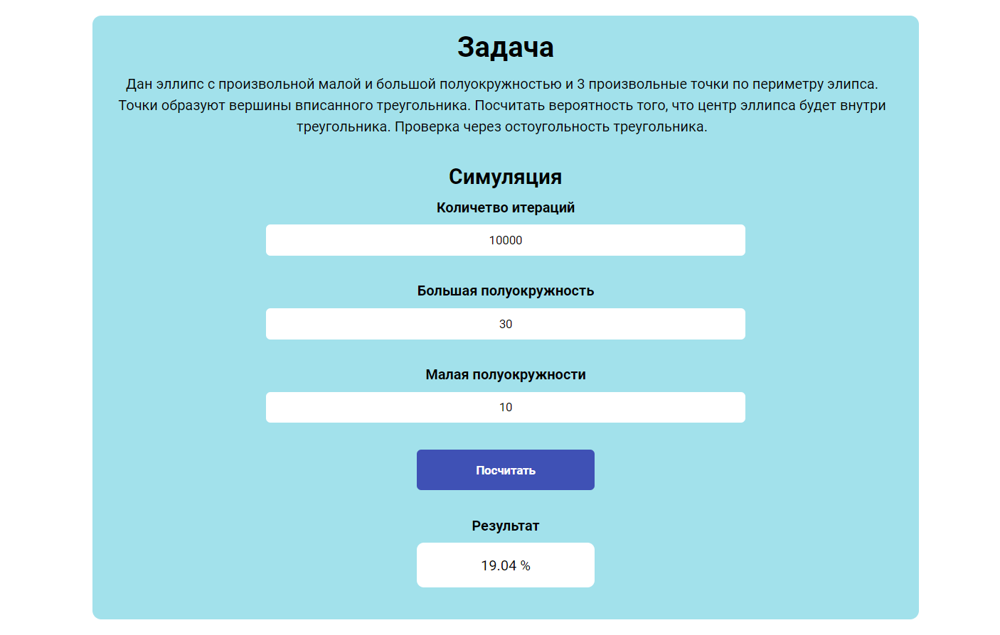 Задача
Дан эллипс с произвольной малой и большой полуокружностью и 3 произвольные точки по периметру элипса.
Точки образуют вершины вписанного треугольника. Посчитать вероятность того, что центр эллипса будет внутри
треугольника. Проверка через остоугольность треугольника.
Симуляция
Количетво итераций
10000
Большая полуокружность
30
Малая полуокружности
10
Посчитать
Результат
19.04 %